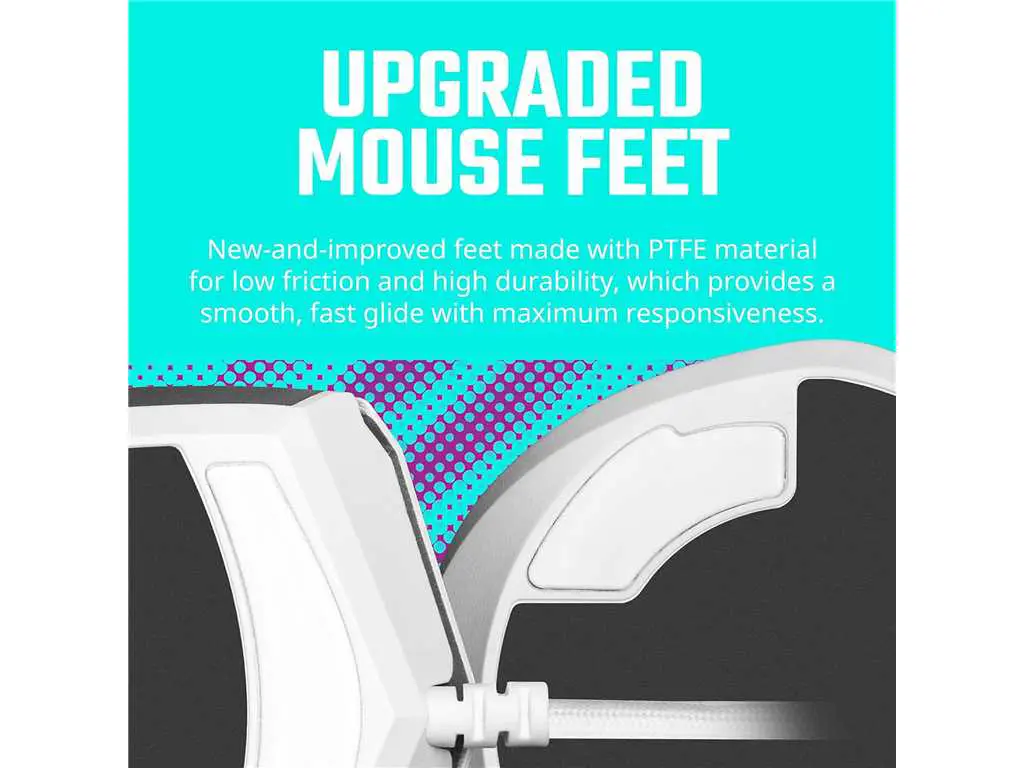 UPGRADED
MOUSE FEET
New-and-improved feet made with PTFE material
for low friction and high durability, which provides a
smooth, fast glide with maximum responsiveness.